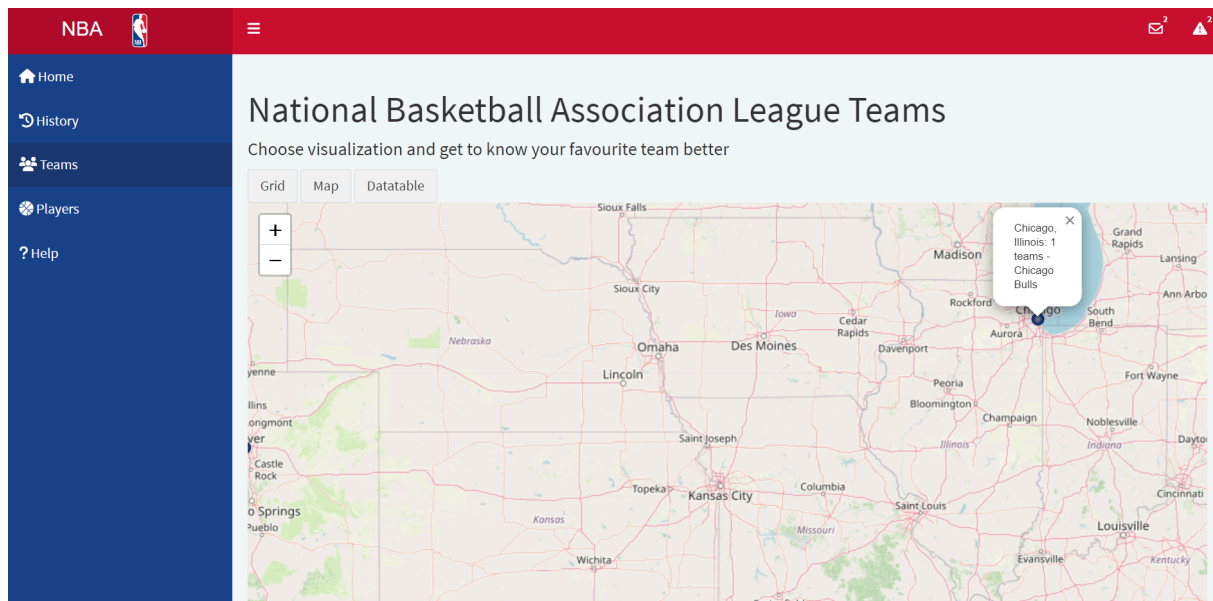 NBA
2
2
Home
History
Teams
Players
? Help
National Basketball Association League Teams
Choose visualization and get to know your favourite team better
Grid Map Datatable
+
−
Chicago,
Illinois: 1
teams -
Chicago
Bulls
×
Sioux Falls
Madison
Grand
Rapids
Lansing
Sioux City
Rockford
Ann Arbo
Iowa
Cedar
Rapids
Aurora
South
Bend
Nebraska
Omaha
Des Moines
Davenport
yenne
Lincoln
Peoria
Fort Wayne
llins
Bloomington
ongmont
Champaign
Noblesville
ver
Saint Joseph
Illinois
Indiana
Dayto
Castle
Rock
Topeka
Kansas City
Columbia
Cincinnati
o Springs
Saint Louis
Pueblo
Kansas
Missouri
Louisville
Wichita
Evansville
Kentucky